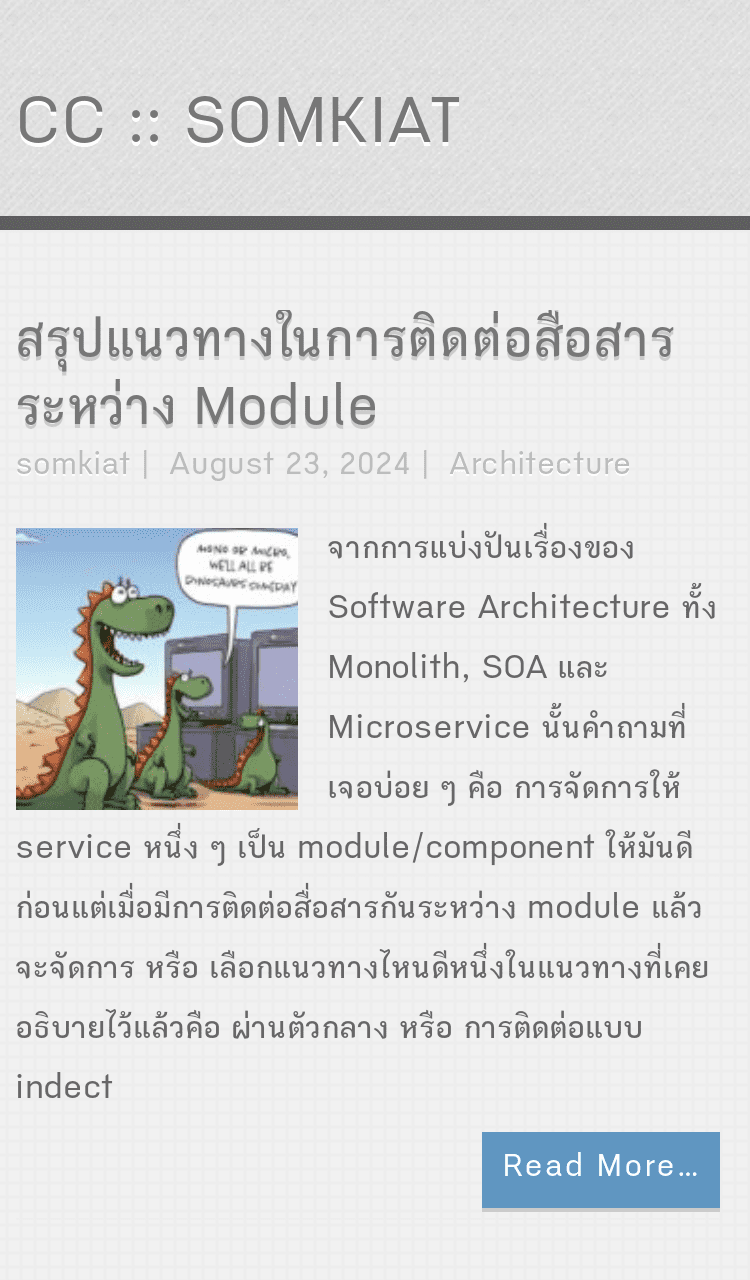 CC :: SOMKIAT
สรุปแนวทางในการติดต่อสือสาร
ระหว่าง Module
somkiat | August 23, 2024 | Architecture
MONO OR MICRO,
WE'LL ALL BE
DINOSAURS SOMEDAY
จากการแบ่งปันเรื่องของ
Software Architecture ทั้ง
Monolith, SOA และ
Microservice นั้นคำถามที่
เจอบ่อย ๆ คือ การจัดการให้
service หนึ่ง ๆ เป็น module/component ให้มันดี
ก่อนแต่เมื่อมีการติดต่อสื่อสารกันระหว่าง module แล้ว
จะจัดการ หรือ เลือกแนวทางไหนดีหนึ่งในแนวทางที่เคย
อธิบายไว้แล้วคือ ผ่านตัวกลาง หรือ การติดต่อแบบ
indect
Read More…